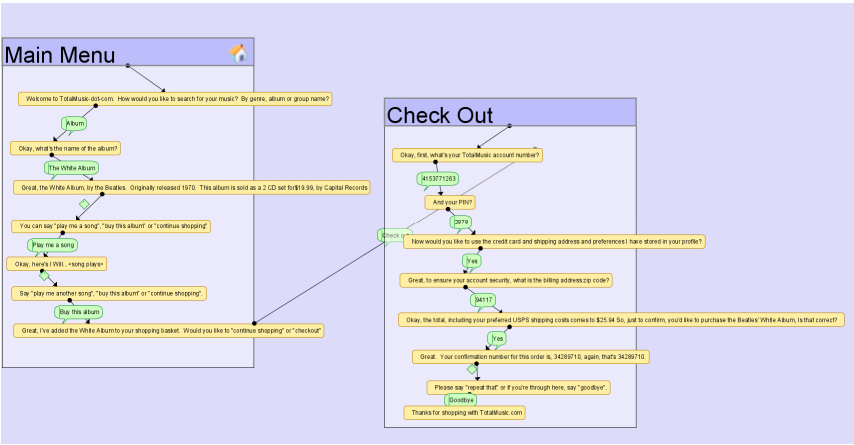 Main Menu
Welcome to TotalMusic-dot-com. How would you like to search for your music? By genre, album or group name?
Album
Okay, what's the name of the album?
The White Album
Great, the White Album, by the Beatles. Originally released 1970. This album is sold as a 2 CD set for$19.99, by Capital Records
You can say "play me a song", "buy this album" or "continue shopping"
Play me a song
Okay, here's I Will...<song plays>
Say "play me another song", "buy this album" or "continue shopping".
Buy this album
Great, I've added the White Album to your shopping basket. Would you like to "continue shopping" or "checkout"
Check out
Check Out
Okay, first, what's your TotalMusic account number?
4153771263
And your PIN?
2979
Now would you like to use the credit card and shipping address and preferences I have stored in your profile?
Yes
Great, to ensure your account security, what is the billing address zip code?
94117
Okay, the total, including your preferred USPS shipping costs comes to $25.94 So, just to confirm, you'd like to purchase the Beatles' White Album, Is that correct?
Yes
Great. Your confirmation number for this order is, 34289710, again, that's 34289710.
Please say "repeat that" or if you're through here, say "goodbye".
Goodbye
Thanks for shopping with TotalMusic.com